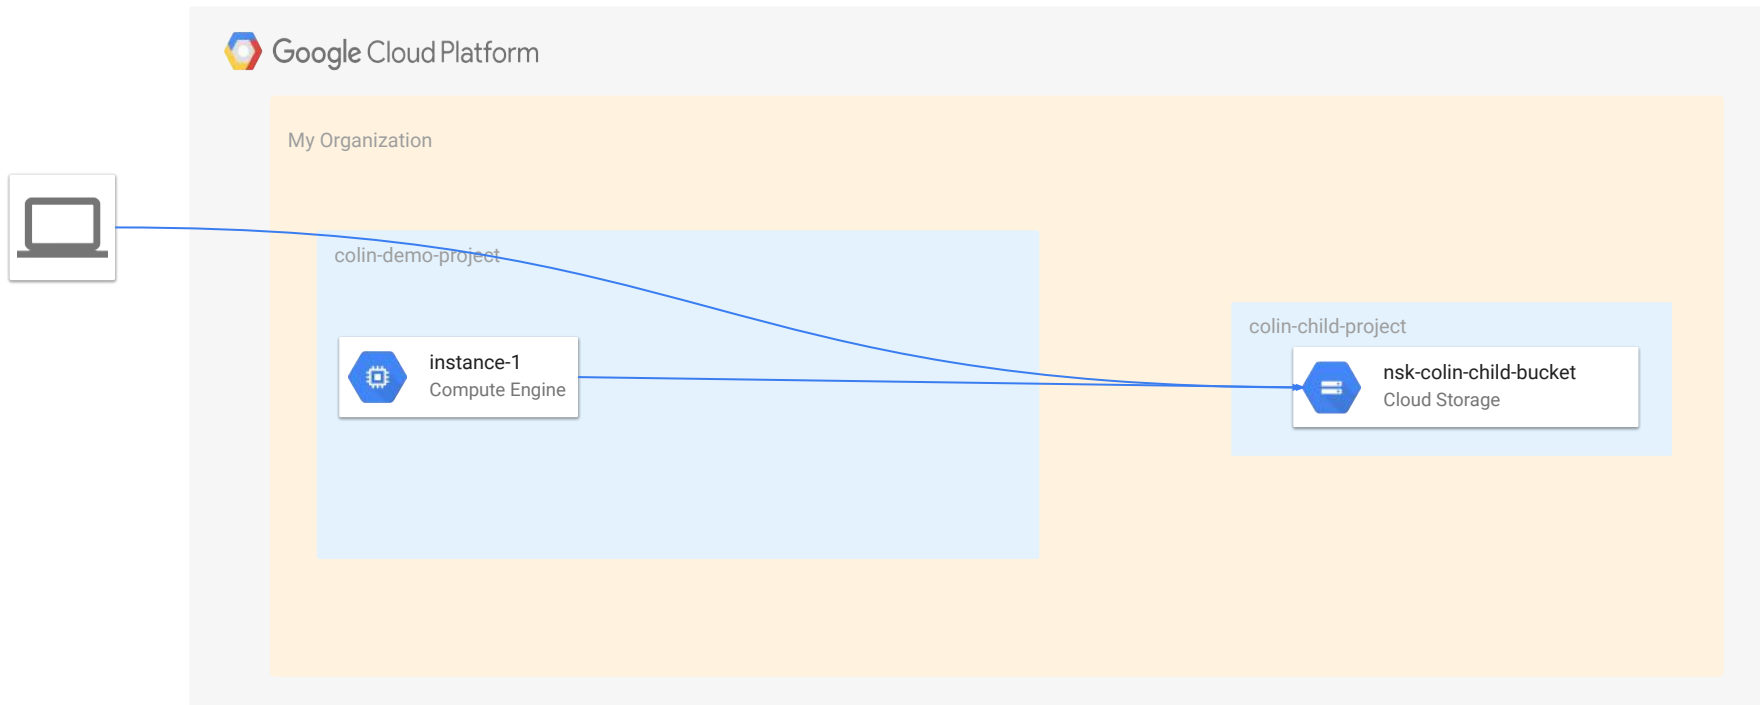 Google Cloud Platform
My Organization
colin-demo-project
instance-1
Compute Engine
colin-child-project
nsk-colin-child-bucket
Cloud Storage